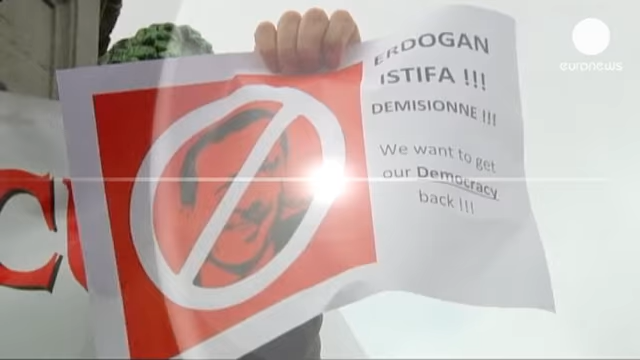 euronews
ERDOGAN
ISTIFA !!!
DEMISIONNE !!!
We want to get
our Democracy
back !!!
C